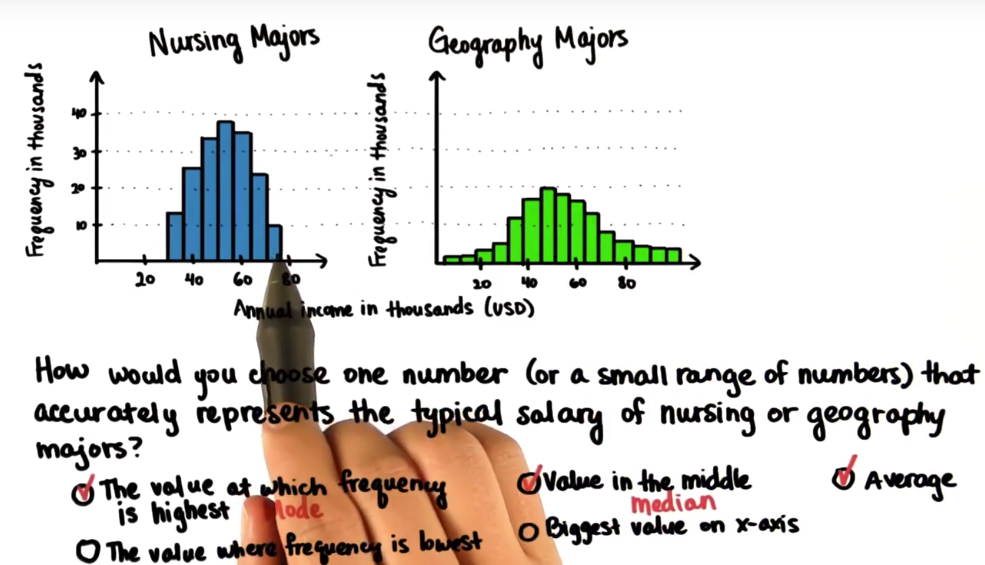 Nursing Majors
Geography Majors
Frequency in thousands
40
30
20
10
20 40 60 80
Frequency in thousands
20 40 60 80
Annual income in thousands (USD)
How would you choose one number (or a small range of numbers) that
accurately represents the typical salary of nursing or geography
majors?
The value at which frequency
is highest Mode
The value where frequency is lowest
Value in the middle
median
Biggest value on x-axis
Average